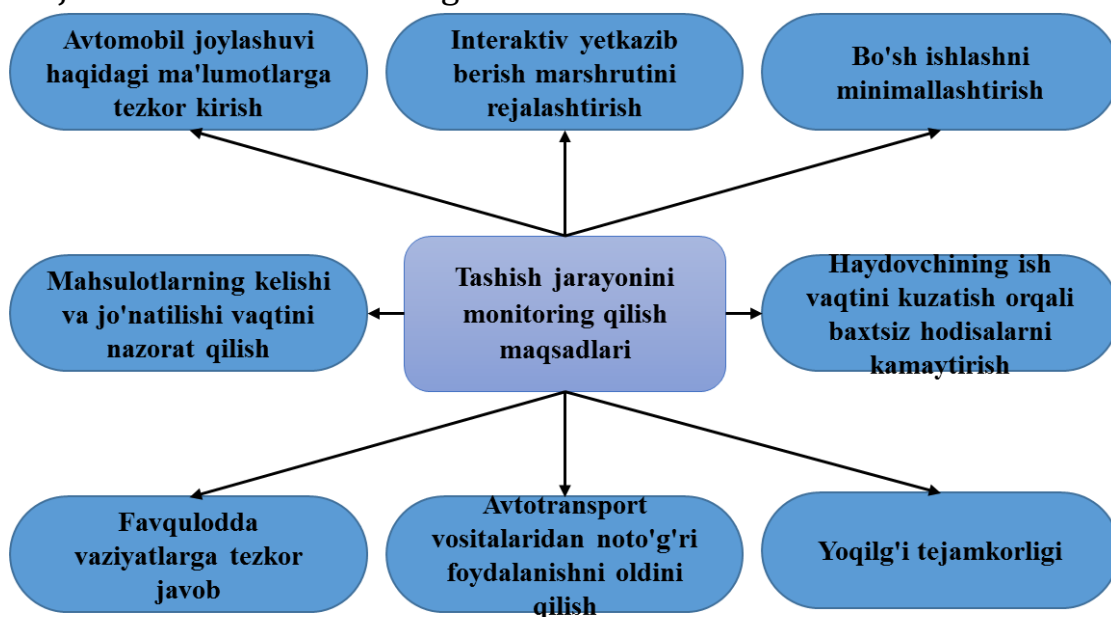 Avtomobil joylashuvi
haqidagi ma'lumotlarga
tezkor kirish
Interaktiv yetkazib
berish marshrutini
rejalashtirish
Bo'sh ishlashni
minimallashtirish
Mahsulotlarning kelishi
va jo'natilishi vaqtini
nazorat qilish
Tashish jarayonini
monitoring qilish
maqsadlari
Haydovchining ish
vaqtini kuzatish orqali
baxtsiz hodisalarni
kamaytirish
Favqulodda
vaziyatlarga tezkor
javob
Avtotransport
vositalaridan noto'g'ri
foydalanishni oldini
qilish
Yoqilg'i tejamkorligi